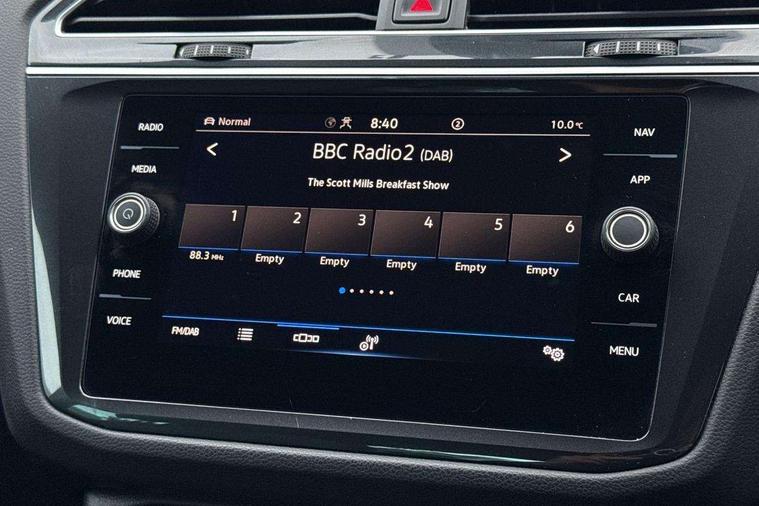 RADIO
MEDIA
PHONE
VOICE
Normal 8:40 2 10.0°C
< BBC Radio2 (DAB) >
The Scott Mills Breakfast Show
1 2 3 4 5 6
88.3 MHz Empty Empty Empty Empty Empty
FM/DAB
NAV
APP
CAR
MENU